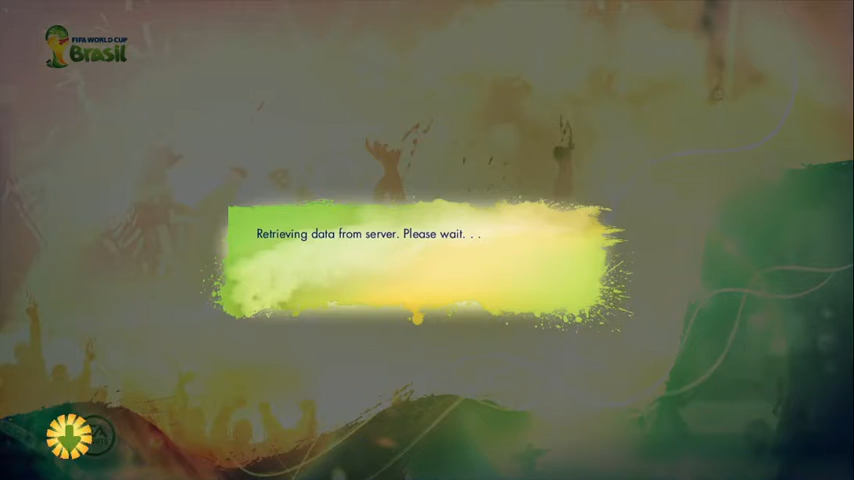 FIFA WORLD CUP
Brasil
Retrieving data from server. Please wait. . .